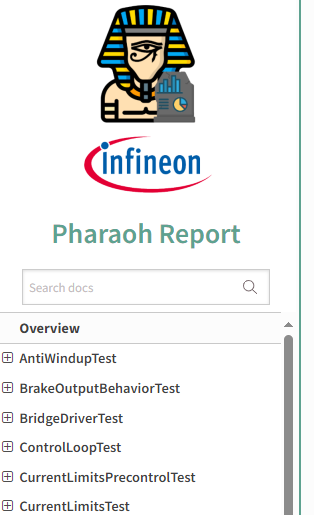 infineon
Pharaoh Report
Search docs
Overview
AntiWindupTest
BrakeOutputBehaviorTest
BridgeDriverTest
ControlLoopTest
CurrentLimitsPrecontrolTest
CurrentLimitsTest